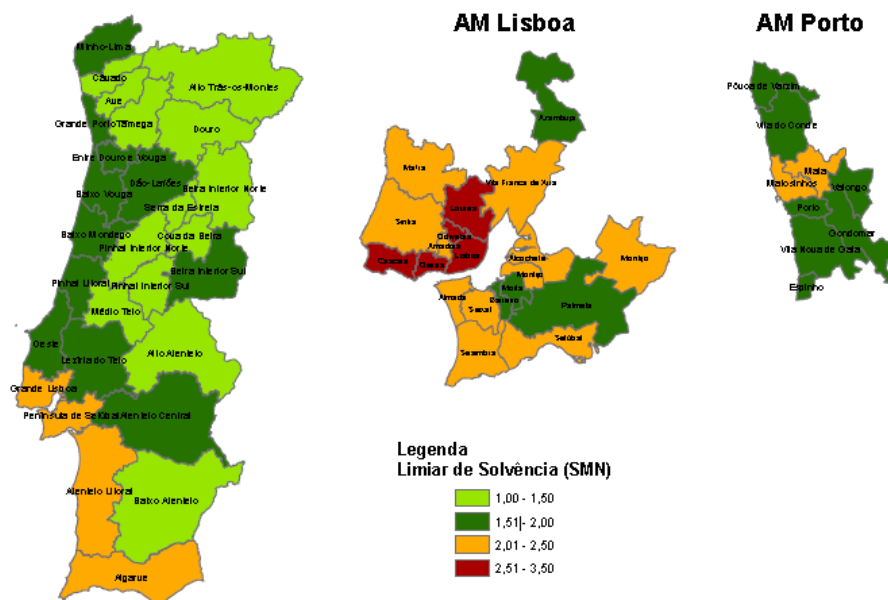 AM Lisboa
AM Porto
Minho-Lima
Cávado
Ave
Alto Trás-os-Montes
Grande Porto
Tâmega
Douro
Entre Douro e Vouga
Dão-Lafões
Baixo Vouga
Beira Interior Norte
Serra da Estrela
Baixo Mondego
Cova da Beira
Pinhal Interior Norte
Beira Interior Sul
Pinhal Litoral
Pinhal Interior Sul
Médio Tejo
Oeste
Lezíria do Tejo
Alto Alentejo
Grande Lisboa
Península de Setúbal
Alentejo Central
Alentejo Litoral
Baixo Alentejo
Algarve
Azambuja
Mafra
Vila Franca de Xira
Loures
Sintra
Odivelas
Amadora
Lisboa
Cascais
Oeiras
Alcochete
Montijo
Montijo
Moita
Barreiro
Almada
Seixal
Palmela
Sesimbra
Setúbal
Póvoa de Varzim
Vila do Conde
Maia
Matosinhos
Valongo
Porto
Gondomar
Vila Nova de Gaia
Espinho
Legenda
Limiar de Solvência (SMN)
1,00 - 1,50
1,51|- 2,00
2,01 - 2,50
2,51 - 3,50